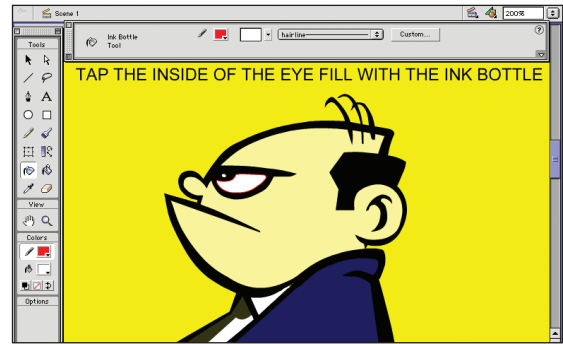 Scene 1
200%
Tools
Ink Bottle
Tool
hairline
Custom...
?
TAP THE INSIDE OF THE EYE FILL WITH THE INK BOTTLE
A
View
Colors
Options